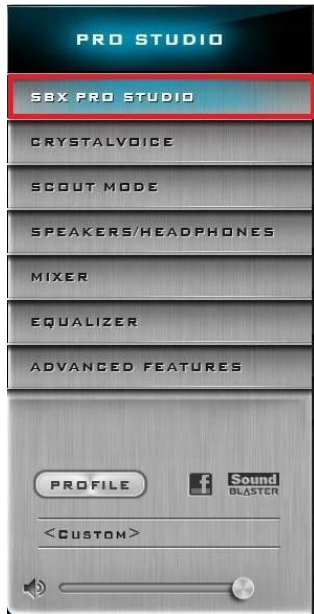 PRO STUDIO
SBX PRO STUDIO
CRYSTALVOICE
SCOUT MODE
SPEAKERS/HEADPHONES
MIXER
EQUALIZER
ADVANCED FEATURES
PROFILE f Sound
BLASTER
<CUSTOM>